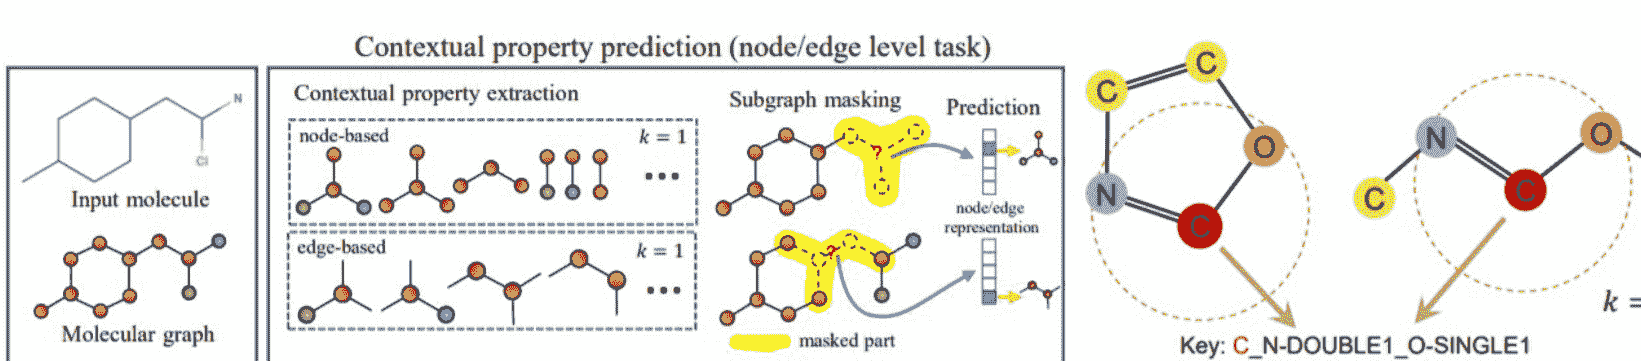 Contextual property prediction (node/edge level task)
N
Cl
Input molecule
Molecular graph
Contextual property extraction
node-based
k = 1
edge-based
k = 1
Subgraph masking
?
?
masked part
Prediction
node/edge
representation
C
C
O
N
C
N
O
C
C
k =
Key: C_N-DOUBLE1_O-SINGLE1